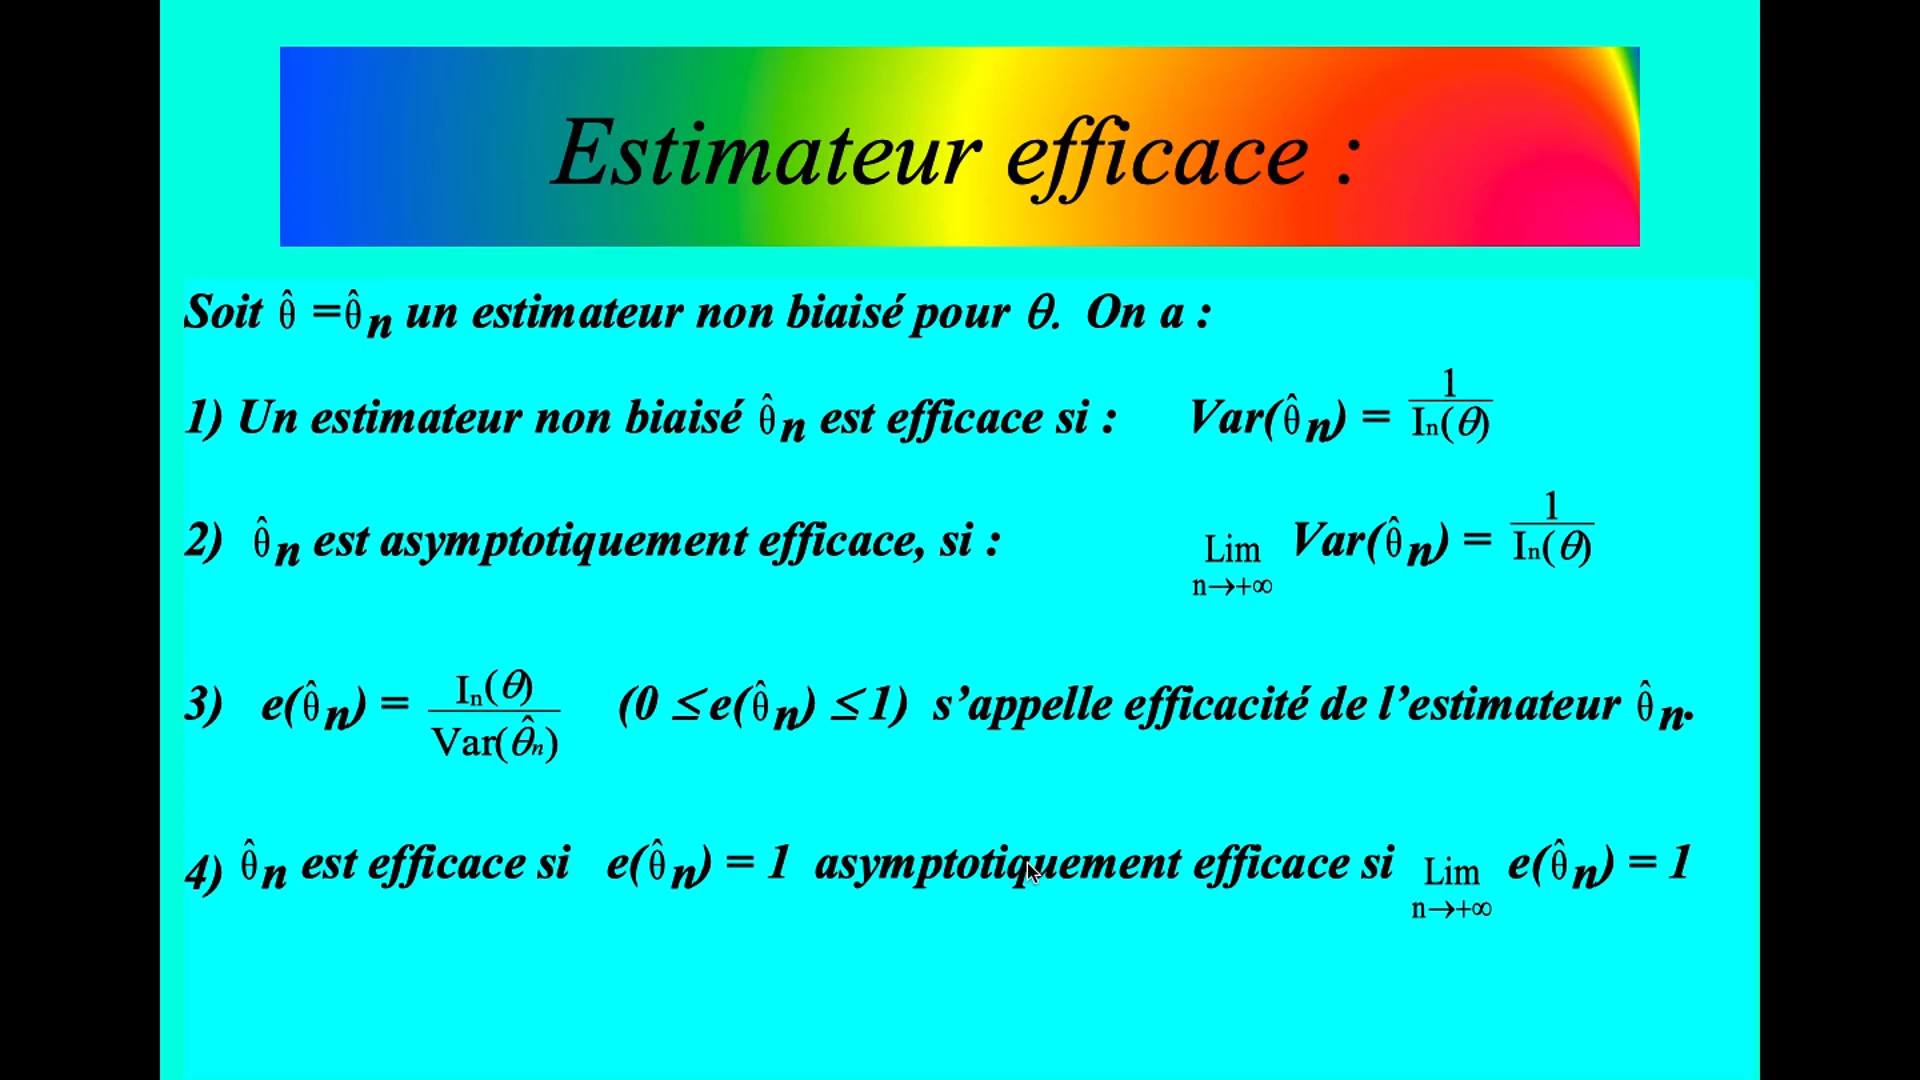 Estimateur efficace :
Soit θ̂ =θ̂n un estimateur non biaisé pour θ. On a :
1) Un estimateur non biaisé θ̂n est efficace si : Var(θ̂n) = 1/In(θ)
2) θ̂n est asymptotiquement efficace, si : Lim n→+∞ Var(θ̂n) = 1/In(θ)
3) e(θ̂n) = In(θ)/Var(θ̂n) (0 ≤ e(θ̂n) ≤ 1) s’appelle efficacité de l’estimateur θ̂n.
4) θ̂n est efficace si e(θ̂n) = 1 asymptotiquement efficace si Lim n→+∞ e(θ̂n) = 1